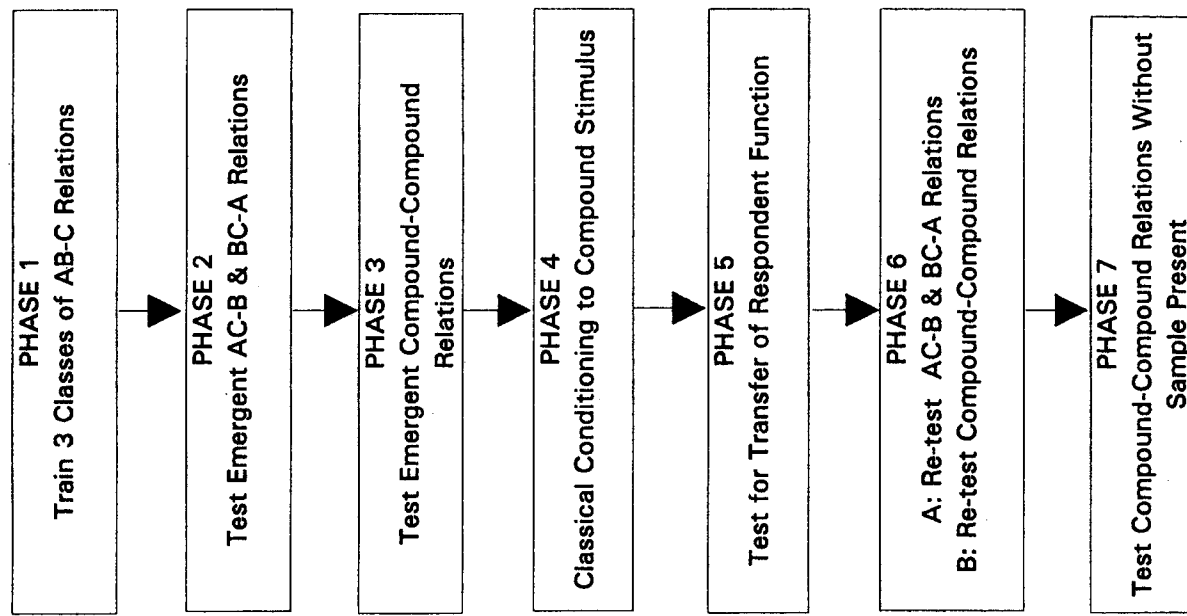 PHASE 1
Train 3 Classes of AB-C Relations
PHASE 2
Test Emergent AC-B & BC-A Relations
PHASE 3
Test Emergent Compound-Compound
Relations
PHASE 4
Classical Conditioning to Compound Stimulus
PHASE 5
Test for Transfer of Respondent Function
PHASE 6
A: Re-test AC-B & BC-A Relations
B: Re-test Compound-Compound Relations
PHASE 7
Test Compound-Compound Relations Without
Sample Present